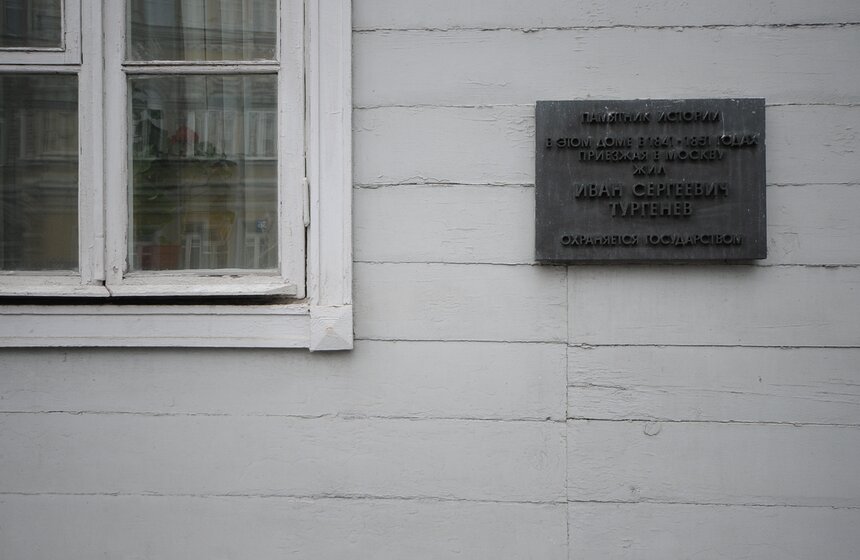 ПАМЯТНИК ИСТОРИИ
В ЭТОМ ДОМЕ В 1841-1851 ГОДАХ
ПРИЕЗЖАЯ В МОСКВУ
ЖИЛ
ИВАН СЕРГЕЕВИЧ
ТУРГЕНЕВ
ОХРАНЯЕТСЯ ГОСУДАРСТВОМ